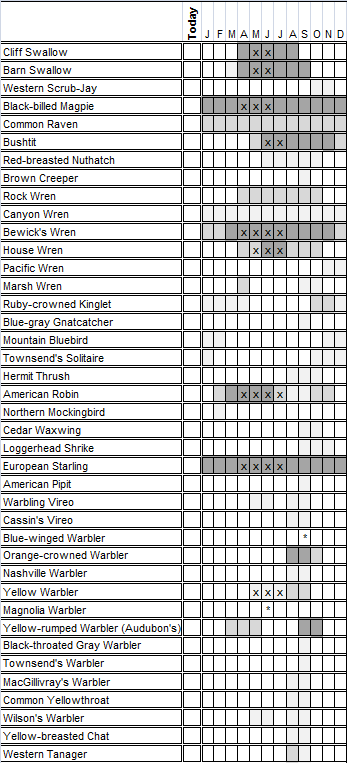 Today J F M A M J J A S O N D
Cliff Swallow x x
Barn Swallow x x
Western Scrub-Jay
Black-billed Magpie x x x
Common Raven
Bushtit x x
Red-breasted Nuthatch
Brown Creeper
Rock Wren
Canyon Wren
Bewick's Wren x x x x
House Wren x x x
Pacific Wren
Marsh Wren
Ruby-crowned Kinglet
Blue-gray Gnatcatcher
Mountain Bluebird
Townsend's Solitaire
Hermit Thrush
American Robin x x x x
Northern Mockingbird
Cedar Waxwing
Loggerhead Shrike
European Starling x x x x
American Pipit
Warbling Vireo
Cassin's Vireo
Blue-winged Warbler *
Orange-crowned Warbler
Nashville Warbler
Yellow Warbler x x x
Magnolia Warbler *
Yellow-rumped Warbler (Audubon's)
Black-throated Gray Warbler
Townsend's Warbler
MacGillivray's Warbler
Common Yellowthroat
Wilson's Warbler
Yellow-breasted Chat
Western Tanager